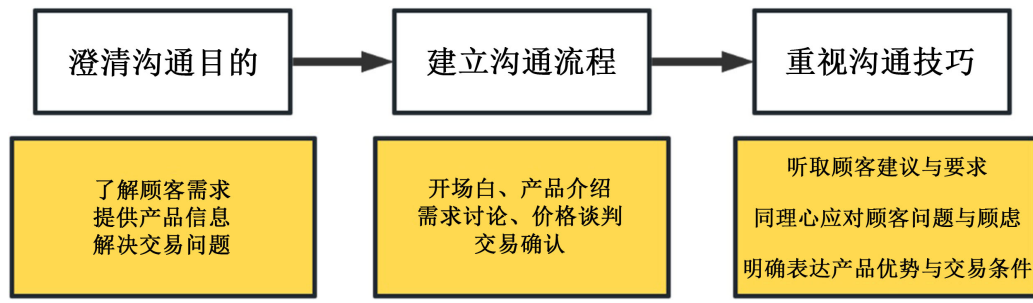 澄清沟通目的
建立沟通流程
重视沟通技巧
了解顾客需求
提供产品信息
解决交易问题
开场白、产品介绍
需求讨论、价格谈判
交易确认
听取顾客建议与要求
同理心应对顾客问题与顾虑
明确表达产品优势与交易条件